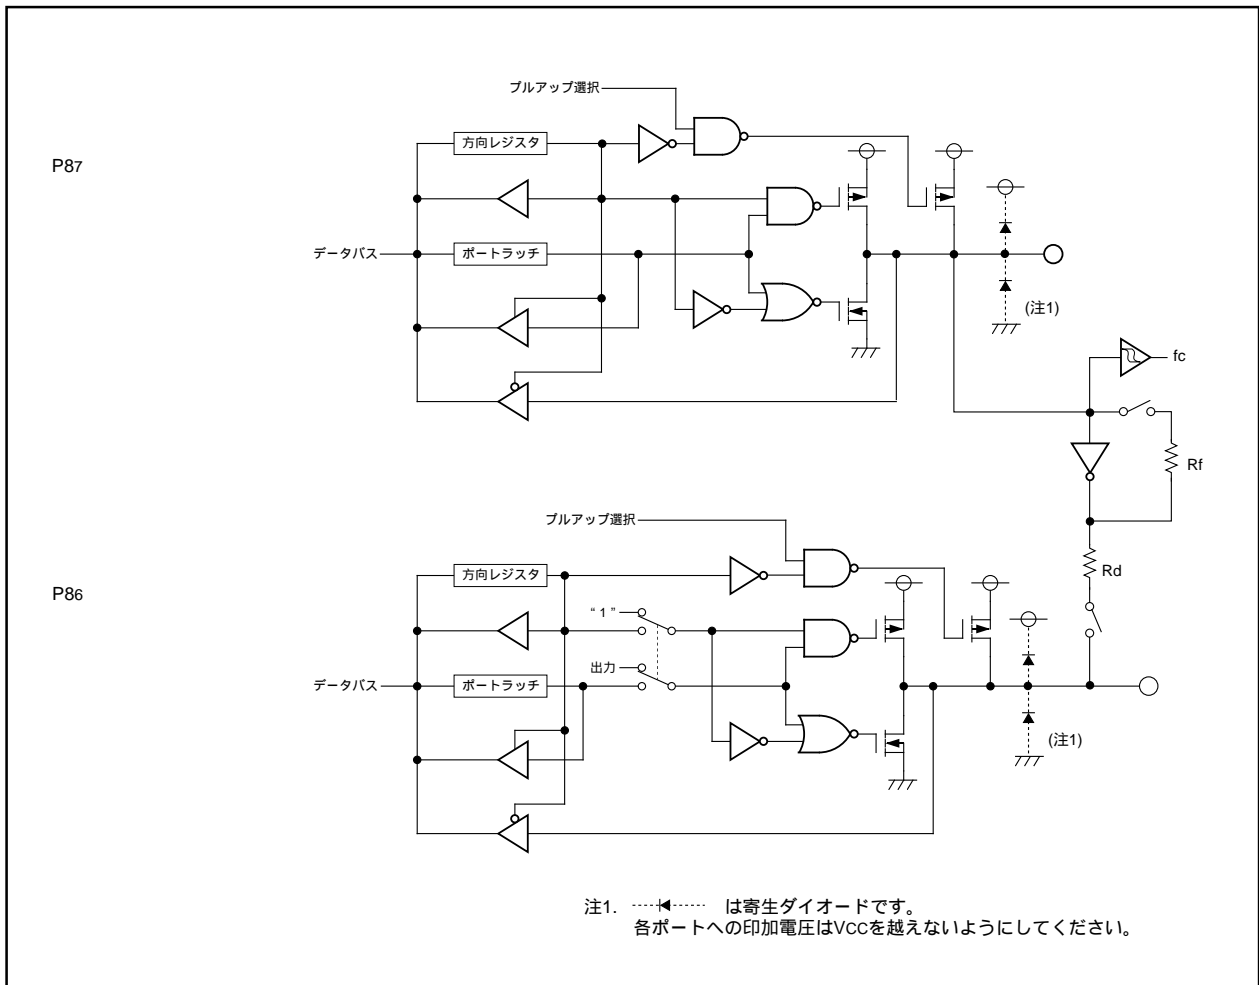 プルアップ選択
方向レジスタ
P87
データバス
ポートラッチ
(注1)
fc
Rf
プルアップ選択
方向レジスタ
Rd
P86
“1”
出力
データバス
ポートラッチ
(注1)
注1. は寄生ダイオードです。
各ポートへの印加電圧はVCCを越えないようにしてください。